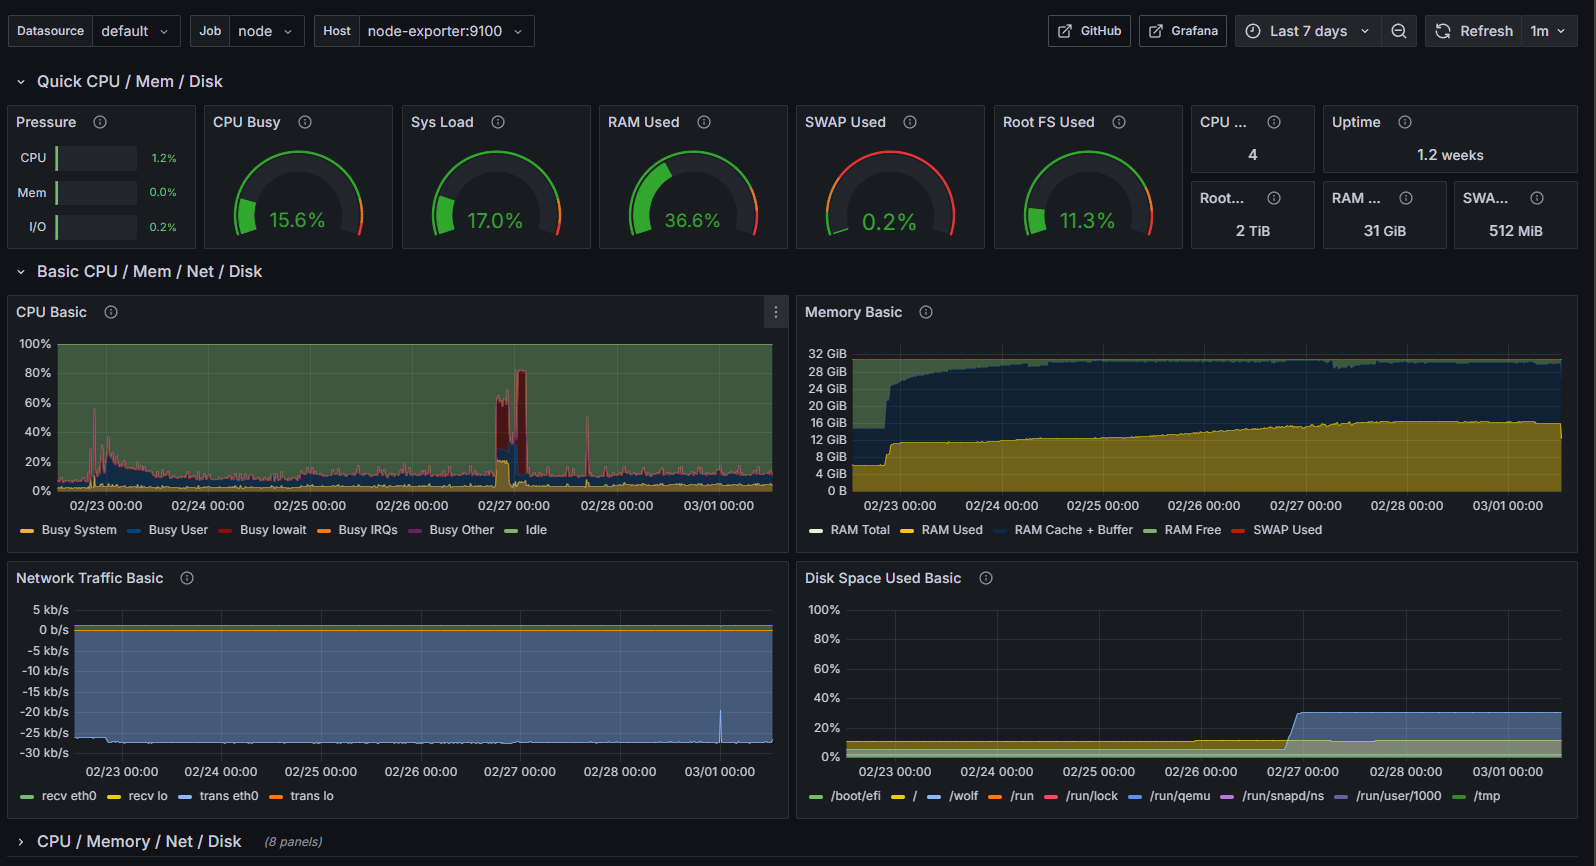 Datasource default Job node Host node-exporter:9100 GitHub Grafana Last 7 days Refresh 1m
Quick CPU / Mem / Disk
Pressure
CPU 1.2%
Mem 0.0%
I/O 0.2%
CPU Busy
15.6%
Sys Load
17.0%
RAM Used
36.6%
SWAP Used
0.2%
Root FS Used
11.3%
CPU ...
4
Uptime
1.2 weeks
Root...
2 TiB
RAM ...
31 GiB
SWA...
512 MiB
Basic CPU / Mem / Net / Disk
CPU Basic
100%
80%
60%
40%
20%
0%
02/23 00:00 02/24 00:00 02/25 00:00 02/26 00:00 02/27 00:00 02/28 00:00 03/01 00:00
Busy System Busy User Busy Iowait Busy IRQs Busy Other Idle
Memory Basic
32 GiB
28 GiB
24 GiB
20 GiB
16 GiB
12 GiB
8 GiB
4 GiB
0 B
02/23 00:00 02/24 00:00 02/25 00:00 02/26 00:00 02/27 00:00 02/28 00:00 03/01 00:00
RAM Total RAM Used RAM Cache + Buffer RAM Free SWAP Used
Network Traffic Basic
5 kb/s
0 b/s
-5 kb/s
-10 kb/s
-15 kb/s
-20 kb/s
-25 kb/s
-30 kb/s
02/23 00:00 02/24 00:00 02/25 00:00 02/26 00:00 02/27 00:00 02/28 00:00 03/01 00:00
recv eth0 recv lo trans eth0 trans lo
Disk Space Used Basic
100%
80%
60%
40%
20%
0%
02/23 00:00 02/24 00:00 02/25 00:00 02/26 00:00 02/27 00:00 02/28 00:00 03/01 00:00
/boot/efi / /wolf /run /run/lock /run/qemu /run/snapd/ns /run/user/1000 /tmp
CPU / Memory / Net / Disk (8 panels)